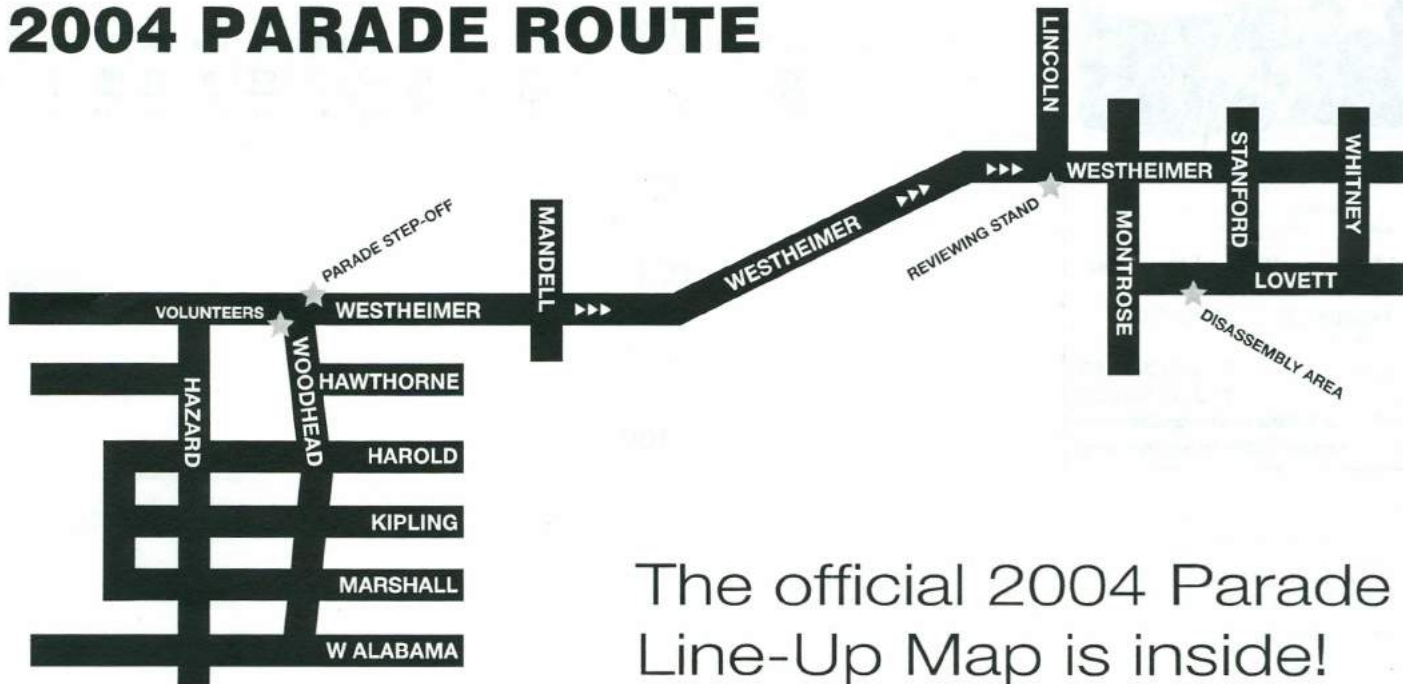 2004 PARADE ROUTE
LINCOLN
WESTHEIMER
STANFORD
WHITNEY
PARADE STEP-OFF
MANDELL
WESTHEIMER
REVIEWING STAND
MONTROSE
LOVETT
VOLUNTEERS
WESTHEIMER
DISASSEMBLY AREA
WOODHEAD
HAWTHORNE
HAZARD
HAROLD
KIPLING
MARSHALL
W ALABAMA
The official 2004 Parade
Line-Up Map is inside!